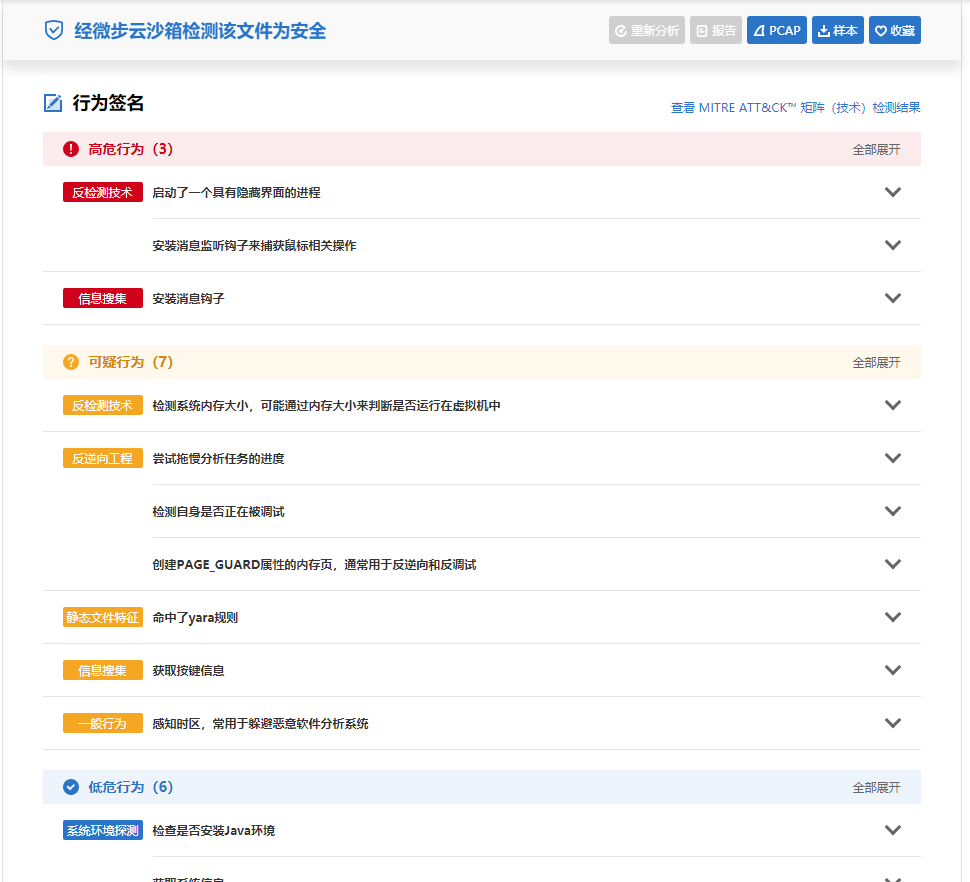 经微步云沙箱检测该文件为安全
重新分析 报告 PCAP 样本 收藏
行为签名
查看 MITRE ATT&CK™ 矩阵（技术）检测结果
高危行为（3） 全部展开
反检测技术 启动了一个具有隐藏界面的进程
安装消息监听钩子来捕获鼠标相关操作
信息搜集 安装消息钩子
可疑行为（7） 全部展开
反检测技术 检测系统内存大小，可能通过内存大小来判断是否运行在虚拟机中
反逆向工程 尝试拖慢分析任务的进度
检测自身是否正在被调试
创建PAGE_GUARD属性的内存页，通常用于反逆向和反调试
静态文件特征 命中了yara规则
信息搜集 获取按键信息
一般行为 感知时区，常用于躲避恶意软件分析系统
低危行为（6） 全部展开
系统环境探测 检查是否安装Java环境
获取系统信息